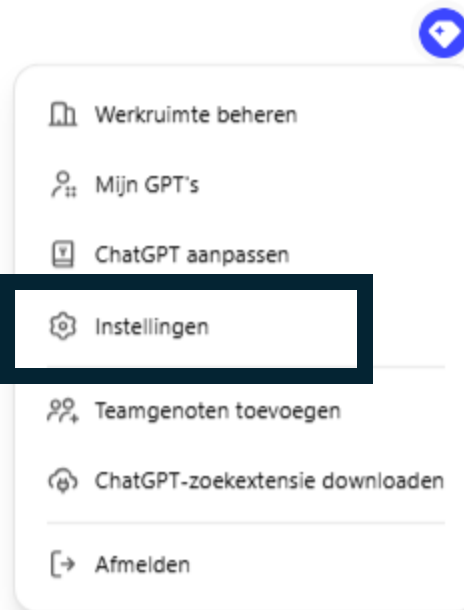 Werkruimte beheren
Mijn GPT's
ChatGPT aanpassen
Instellingen
Teamgenoten toevoegen
ChatGPT-zoekextensie downloaden
Afmelden